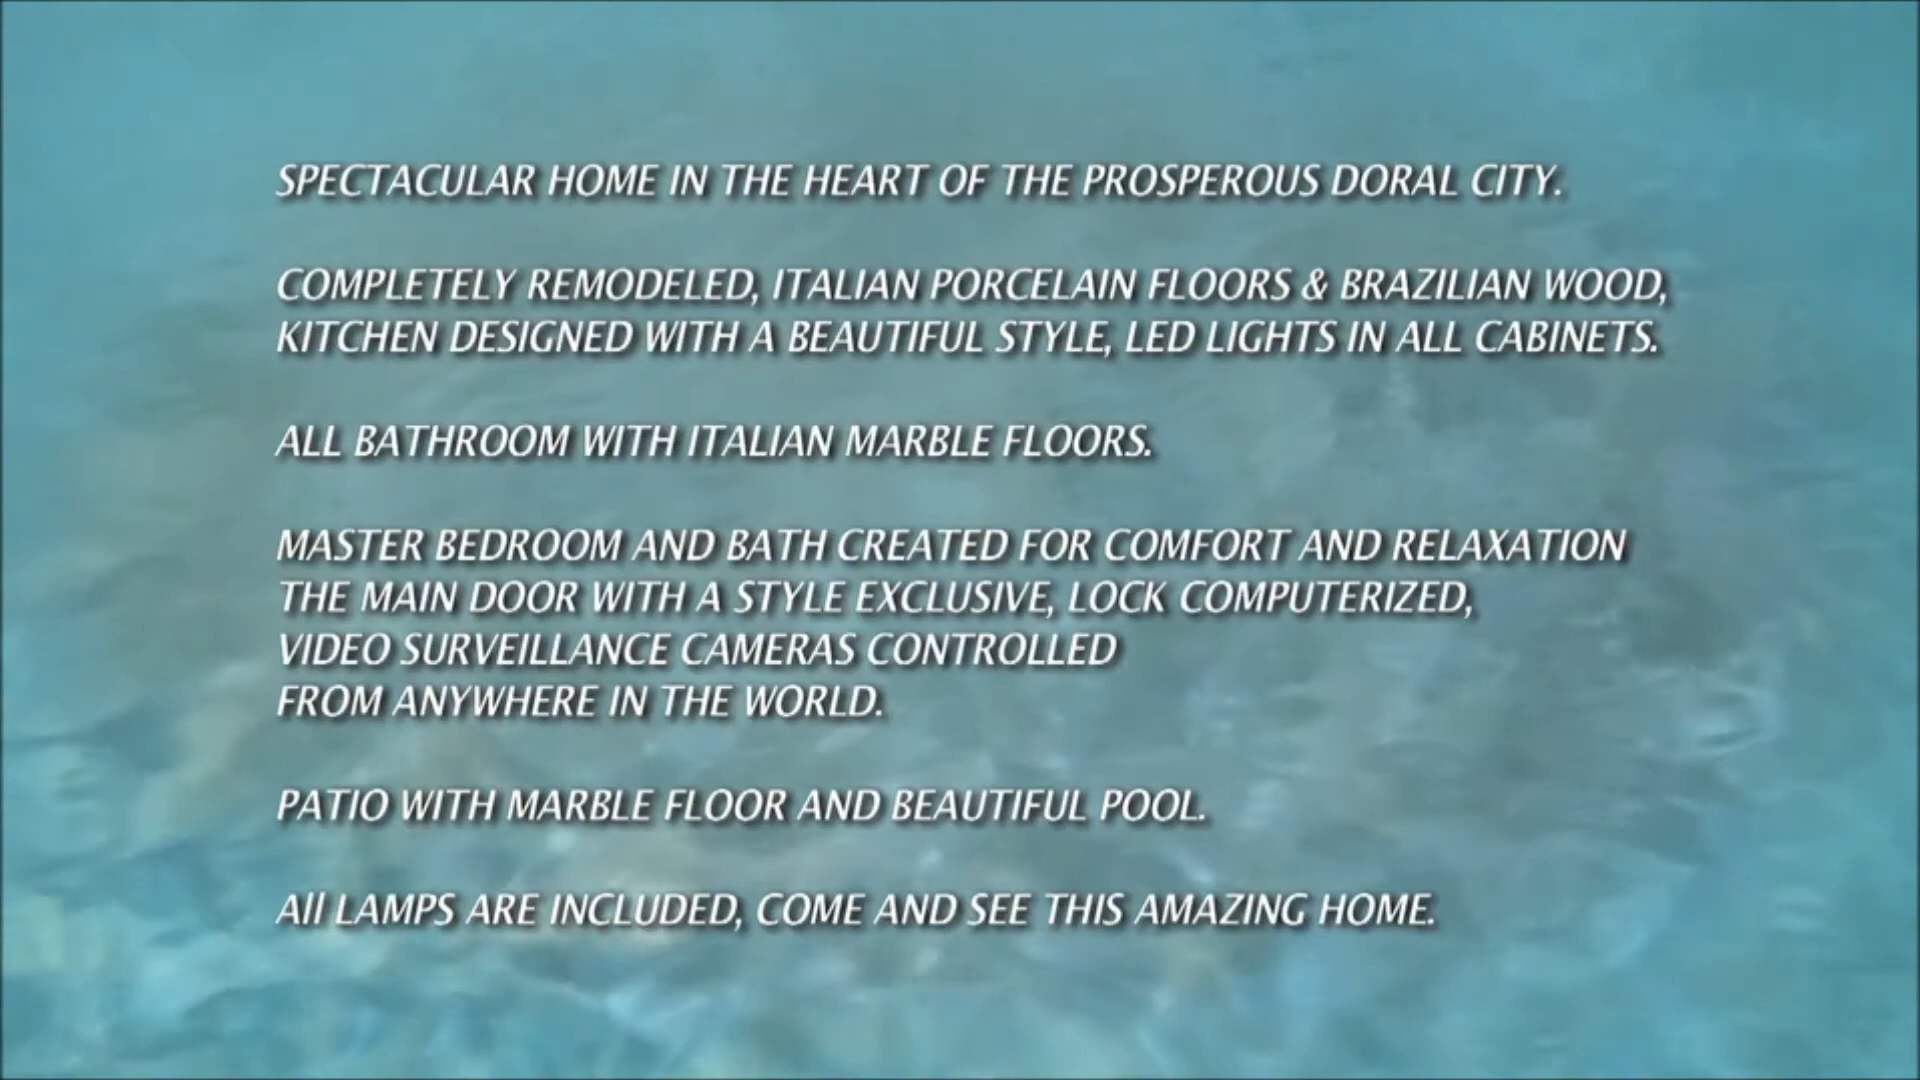 SPECTACULAR HOME IN THE HEART OF THE PROSPEROUS DORAL CITY.
COMPLETELY REMODELED, ITALIAN PORCELAIN FLOORS & BRAZILIAN WOOD,
KITCHEN DESIGNED WITH A BEAUTIFUL STYLE, LED LIGHTS IN ALL CABINETS.
ALL BATHROOM WITH ITALIAN MARBLE FLOORS.
MASTER BEDROOM AND BATH CREATED FOR COMFORT AND RELAXATION
THE MAIN DOOR WITH A STYLE EXCLUSIVE, LOCK COMPUTERIZED,
VIDEO SURVEILLANCE CAMERAS CONTROLLED
FROM ANYWHERE IN THE WORLD.
PATIO WITH MARBLE FLOOR AND BEAUTIFUL POOL.
All LAMPS ARE INCLUDED, COME AND SEE THIS AMAZING HOME.